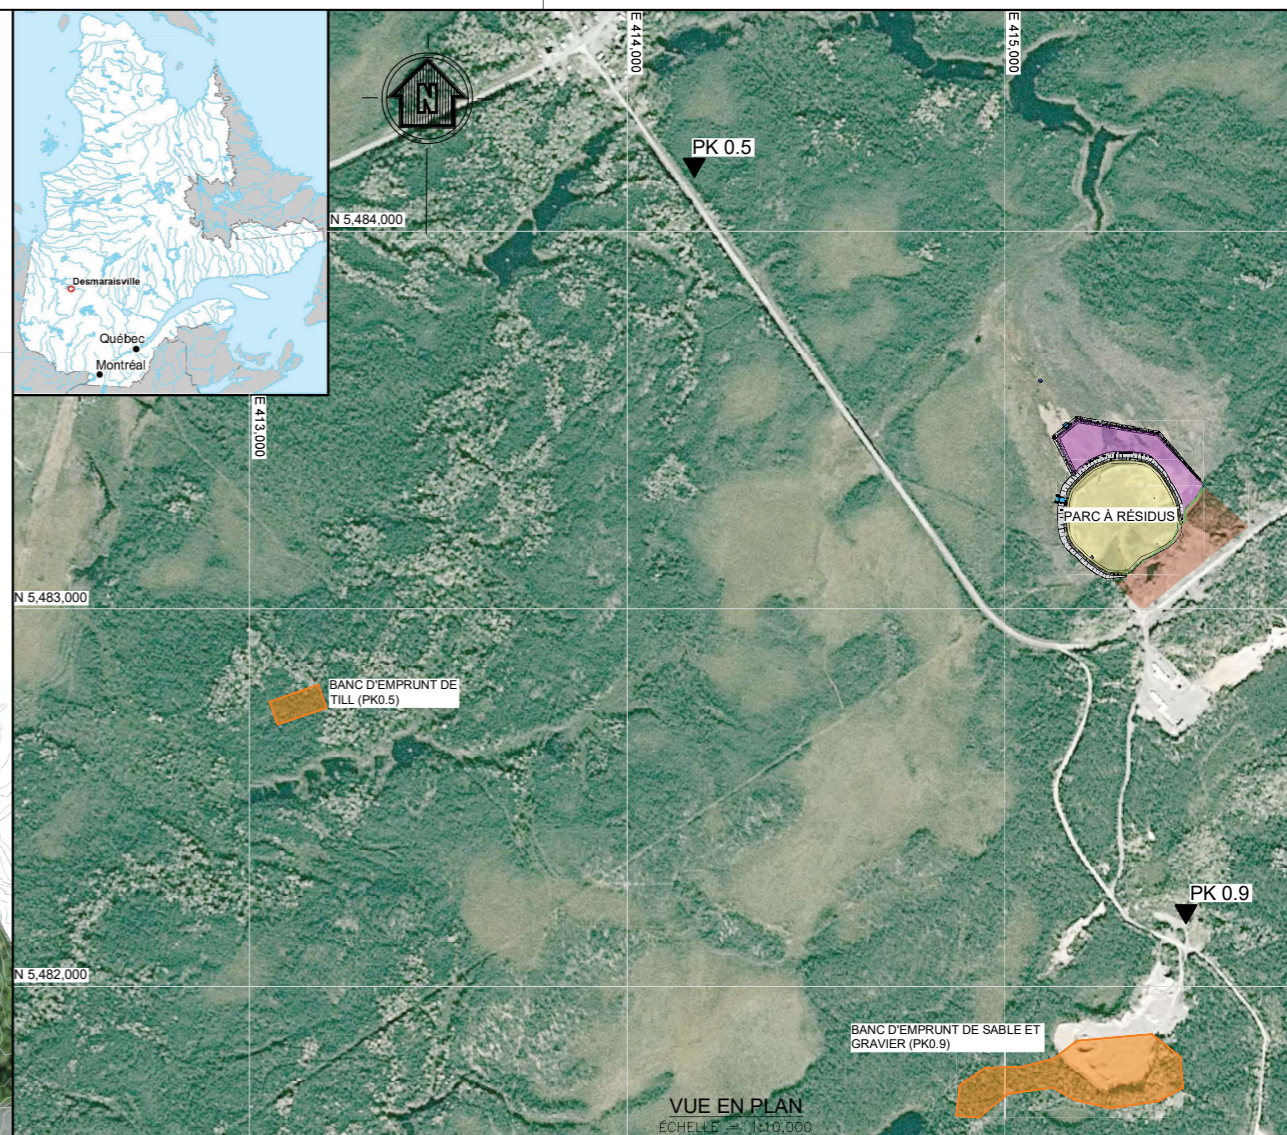 E 414,000
E 415,000
N
PK 0.5
N 5,484,000
Desmaraisville
Québec
Montréal
E 413,000
PARC À RÉSIDUS
N 5,483,000
BANC D'EMPRUNT DE
TILL (PK0.5)
PK 0.9
N 5,482,000
BANC D'EMPRUNT DE SABLE ET
GRAVIER (PK0.9)
VUE EN PLAN
ÉCHELLE = 1:10,000